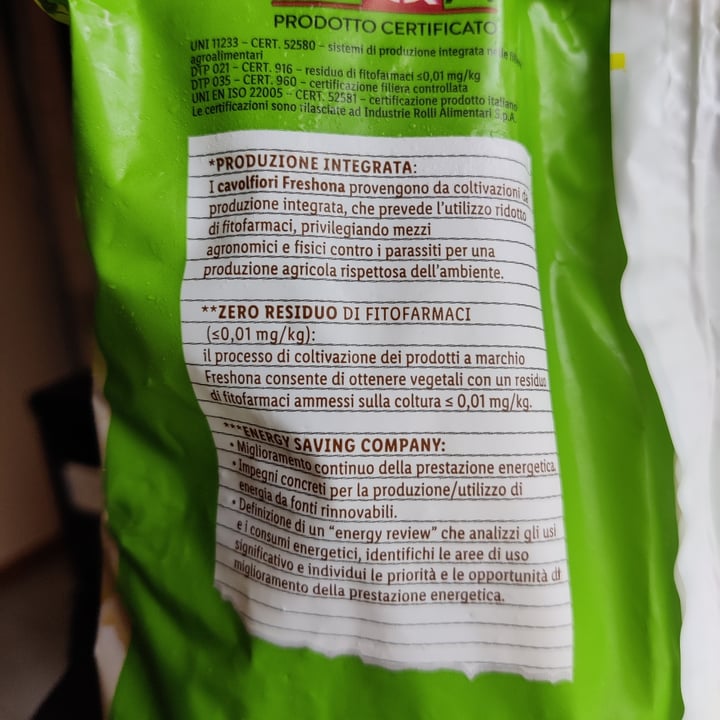 PRODOTTO CERTIFICATO
UNI 11233 – CERT. 52580 – sistemi di produzione integrata nelle
agroalimentari
DTP 021 – CERT. 916 – residuo di fitofarmaci ≤0,01 mg/kg
DTP 035 – CERT. 960 – certificazione filiera controllata
UNI EN ISO 22005 – CERT. 52581 – certificazione prodotto italiano
Le certificazioni sono rilasciate ad Industrie Rolli Alimentari S.p.A.
*PRODUZIONE INTEGRATA:
I cavolfiori Freshona provengono da coltivazioni
produzione integrata, che prevede l'utilizzo ridotto
di fitofarmaci, privilegiando mezzi
agronomici e fisici contro i parassiti per una
produzione agricola rispettosa dell'ambiente.
**ZERO RESIDUO DI FITOFARMACI
(≤0,01 mg/kg):
il processo di coltivazione dei prodotti a marchio
Freshona consente di ottenere vegetali con un residuo
di fitofarmaci ammessi sulla coltura ≤ 0,01 mg/kg.
***ENERGY SAVING COMPANY:
• Miglioramento continuo della prestazione energetica
• Impegni concreti per la produzione/utilizzo di
energia da fonti rinnovabili.
• Definizione di un "energy review" che analizzi gli usi
e i consumi energetici, identifichi le aree di uso
significativo e individui le priorità e le opportunità di
miglioramento della prestazione energetica.